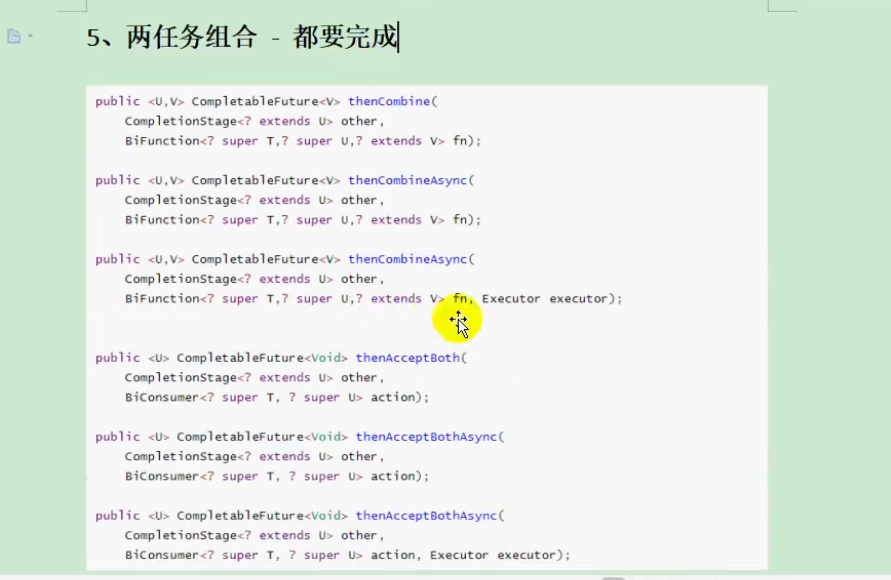 5、两任务组合 - 都要完成
public <U,V> CompletableFuture<V> thenCombine(
CompletionStage<? extends U> other,
BiFunction<? super T,? super U,? extends V> fn);
public <U,V> CompletableFuture<V> thenCombineAsync(
CompletionStage<? extends U> other,
BiFunction<? super T,? super U,? extends V> fn);
public <U,V> CompletableFuture<V> thenCombineAsync(
CompletionStage<? extends U> other,
BiFunction<? super T,? super U,? extends V> fn, Executor executor);
public <U> CompletableFuture<Void> thenAcceptBoth(
CompletionStage<? extends U> other,
BiConsumer<? super T, ? super U> action);
public <U> CompletableFuture<Void> thenAcceptBothAsync(
CompletionStage<? extends U> other,
BiConsumer<? super T, ? super U> action);
public <U> CompletableFuture<Void> thenAcceptBothAsync(
CompletionStage<? extends U> other,
BiConsumer<? super T, ? super U> action, Executor executor);